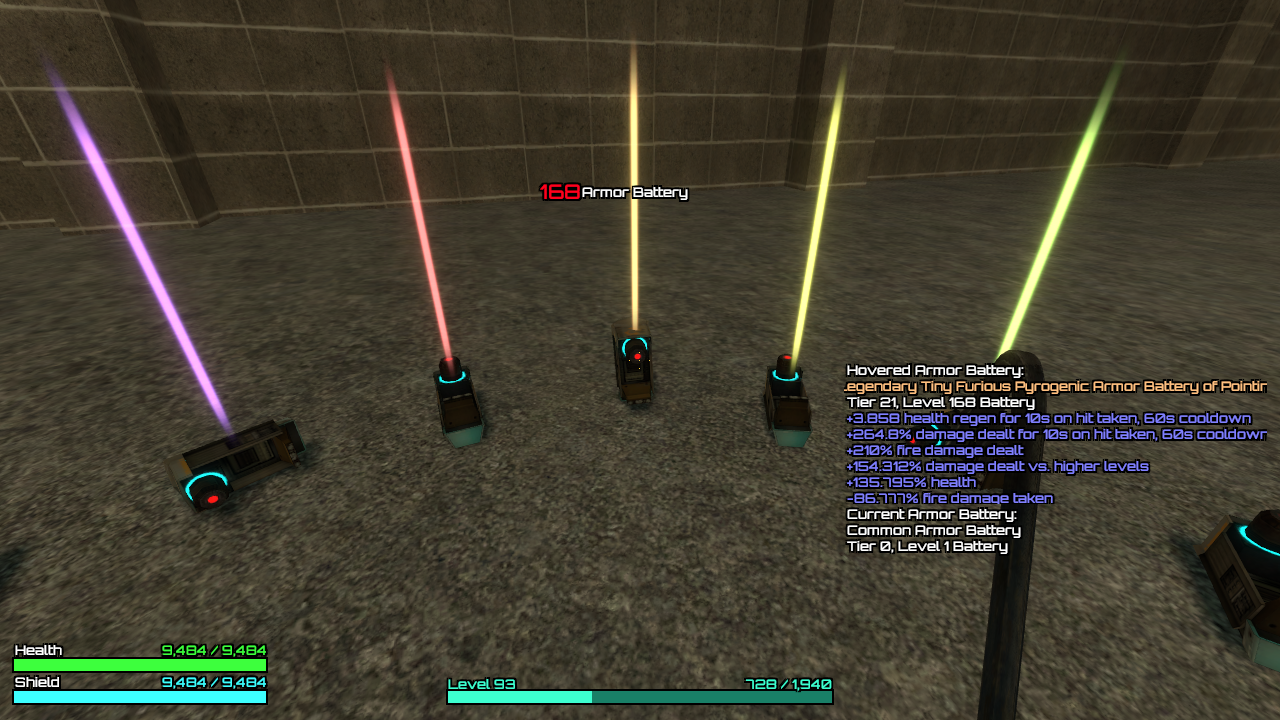 168 Armor Battery
Hovered Armor Battery:
egendary Tiny Furious Pyrogenic Armor Battery of Pointin
Tier 21, Level 168 Battery
+3.858 health regen for 10s on hit taken, 60s cooldown
+264.8% damage dealt for 10s on hit taken, 60s cooldown
+210% fire damage dealt
+154.312% damage dealt vs. higher levels
+135.795% health
-86.777% fire damage taken
Current Armor Battery:
Common Armor Battery
Tier 0, Level 1 Battery
Health 9,484 / 9,484
Shield 9,484 / 9,484
Level 93 728 / 1,940